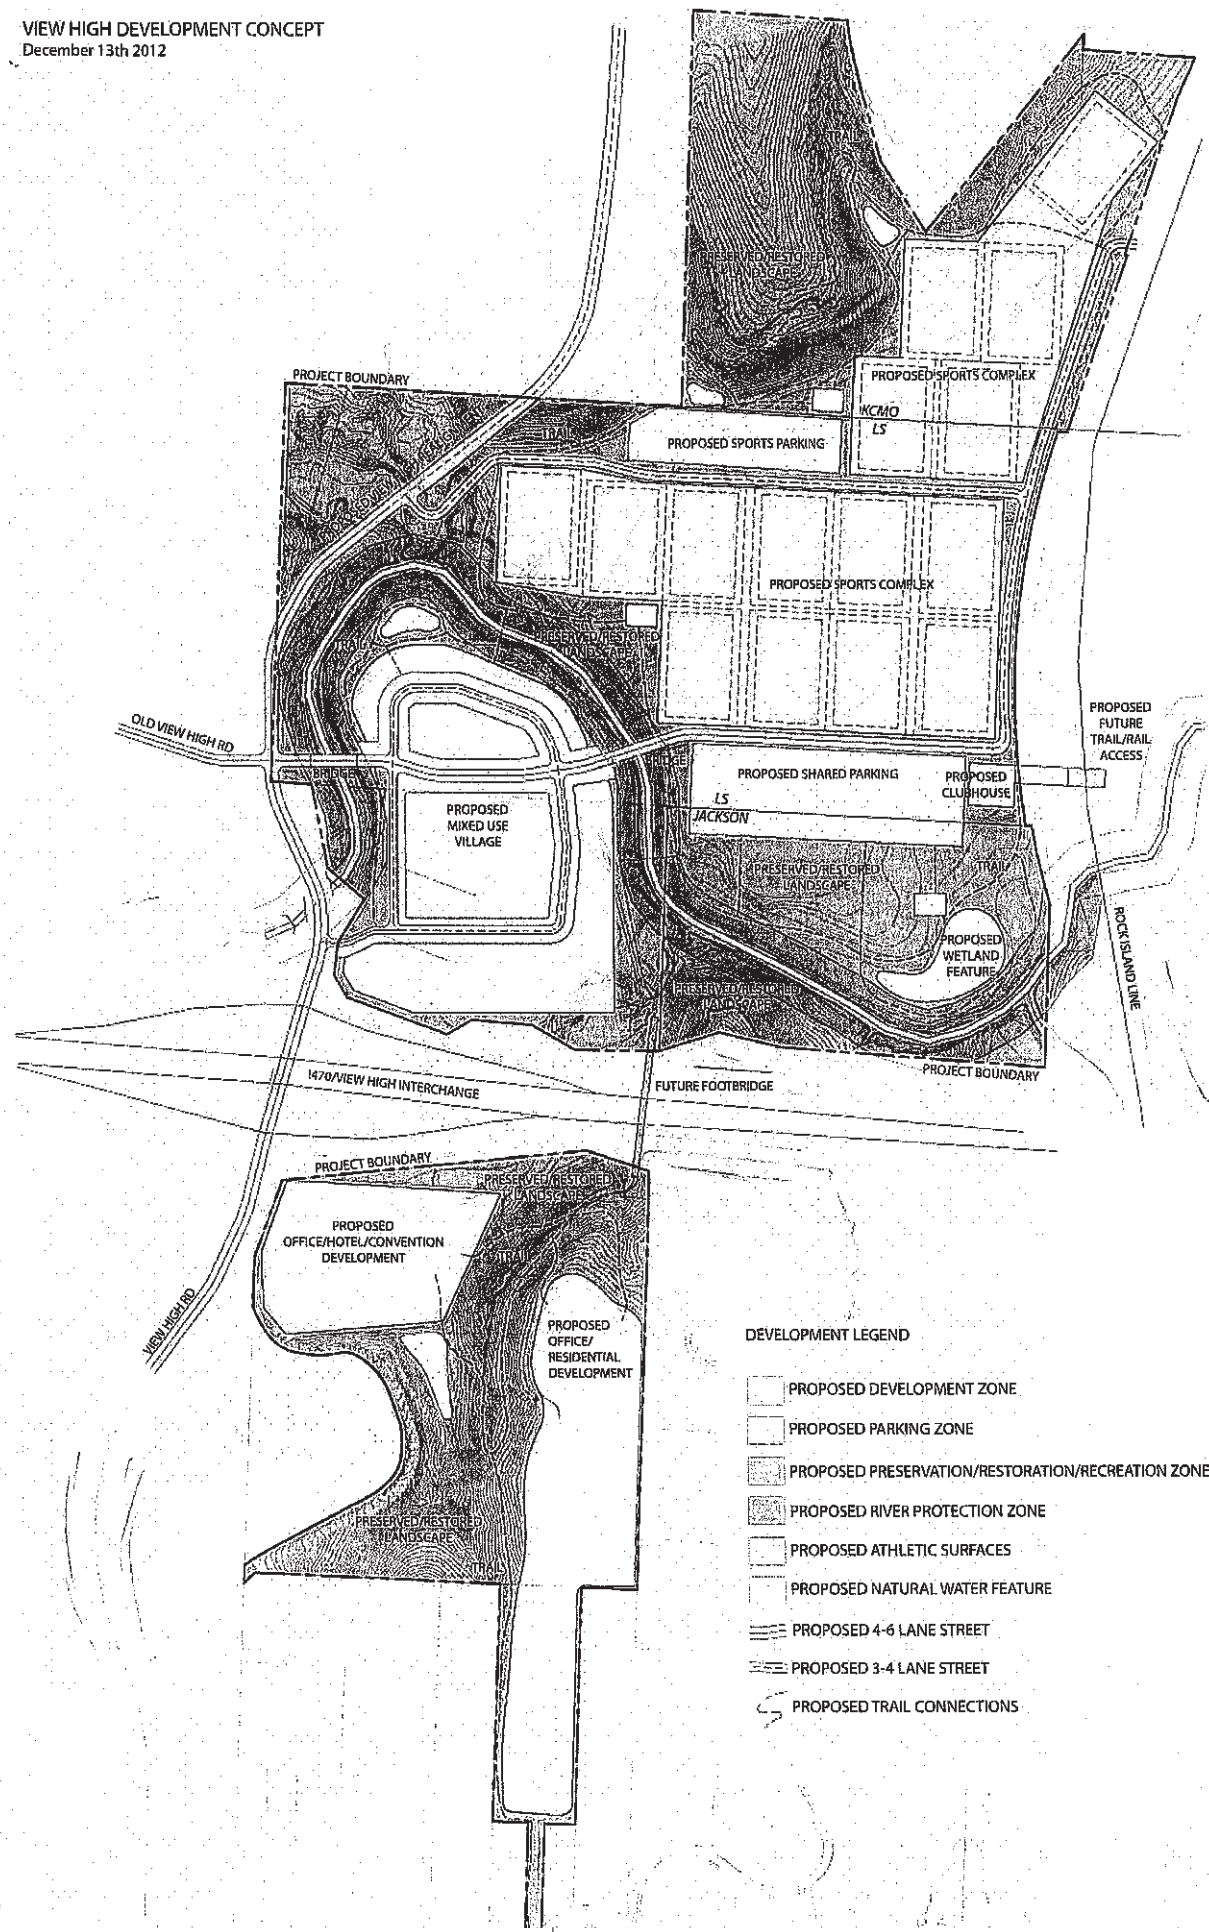 VIEW HIGH DEVELOPMENT CONCEPT
December 13th 2012
TRAIL
PRESERVED/RESTORED
LANDSCAPE
PROJECT BOUNDARY
PROPOSED SPORTS COMPLEX
KCMO
LS
TRAIL
PROPOSED SPORTS PARKING
PROPOSED SPORTS COMPLEX
PRESERVED/RESTORED
LANDSCAPE
TRAIL
OLD VIEW HIGH RD
PROPOSED
FUTURE
TRAIL/RAIL
ACCESS
BRIDGE
BRIDGE
PROPOSED SHARED PARKING
PROPOSED
CLUBHOUSE
LS
JACKSON
PROPOSED
MIXED USE
VILLAGE
PRESERVED/RESTORED
LANDSCAPE
TRAIL
PROPOSED
WETLAND
FEATURE
ROCK ISLAND LINE
PRESERVED/RESTORED
LANDSCAPE
I470/VIEW HIGH INTERCHANGE
FUTURE FOOTBRIDGE
PROJECT BOUNDARY
PROJECT BOUNDARY
PRESERVED/RESTORED
LANDSCAPE
PROPOSED
OFFICE/HOTEL/CONVENTION
DEVELOPMENT
TRAIL
VIEW HIGH RD
PROPOSED
OFFICE/
RESIDENTIAL
DEVELOPMENT
PRESERVED/RESTORED
LANDSCAPE
TRAIL
DEVELOPMENT LEGEND
PROPOSED DEVELOPMENT ZONE
PROPOSED PARKING ZONE
PROPOSED PRESERVATION/RESTORATION/RECREATION ZONE
PROPOSED RIVER PROTECTION ZONE
PROPOSED ATHLETIC SURFACES
PROPOSED NATURAL WATER FEATURE
PROPOSED 4-6 LANE STREET
PROPOSED 3-4 LANE STREET
PROPOSED TRAIL CONNECTIONS